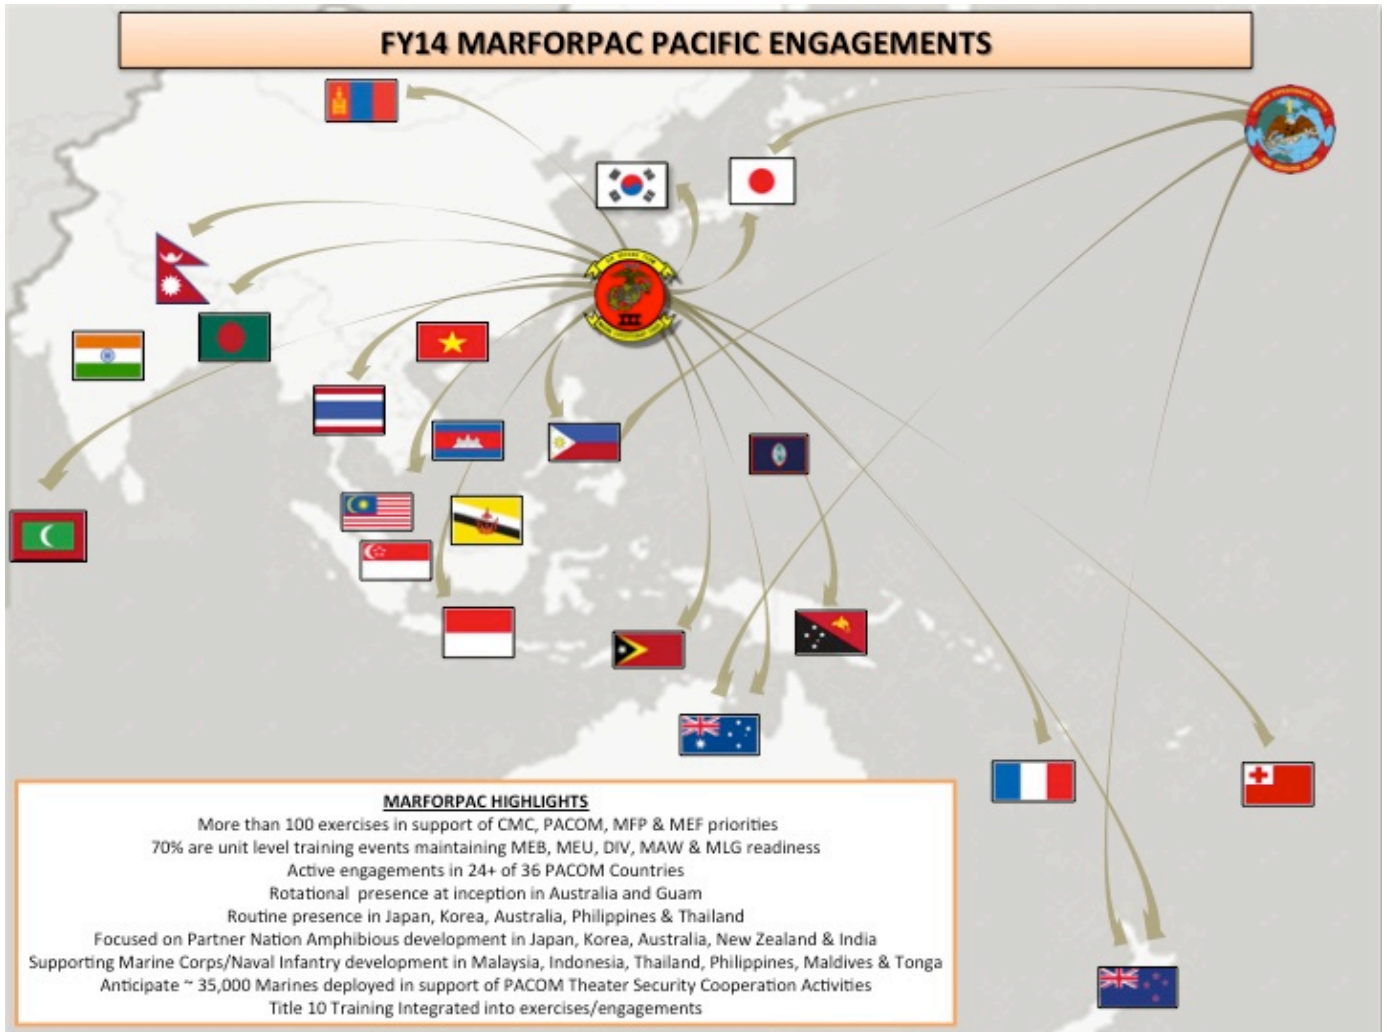 FY14 MARFORPAC PACIFIC ENGAGEMENTS
III
MARFORPAC HIGHLIGHTS
More than 100 exercises in support of CMC, PACOM, MFP & MEF priorities
70% are unit level training events maintaining MEB, MEU, DIV, MAW & MLG readiness
Active engagements in 24+ of 36 PACOM Countries
Rotational presence at inception in Australia and Guam
Routine presence in Japan, Korea, Australia, Philippines & Thailand
Focused on Partner Nation Amphibious development in Japan, Korea, Australia, New Zealand & India
Supporting Marine Corps/Naval Infantry development in Malaysia, Indonesia, Thailand, Philippines, Maldives & Tonga
Anticipate ~ 35,000 Marines deployed in support of PACOM Theater Security Cooperation Activities
Title 10 Training Integrated into exercises/engagements